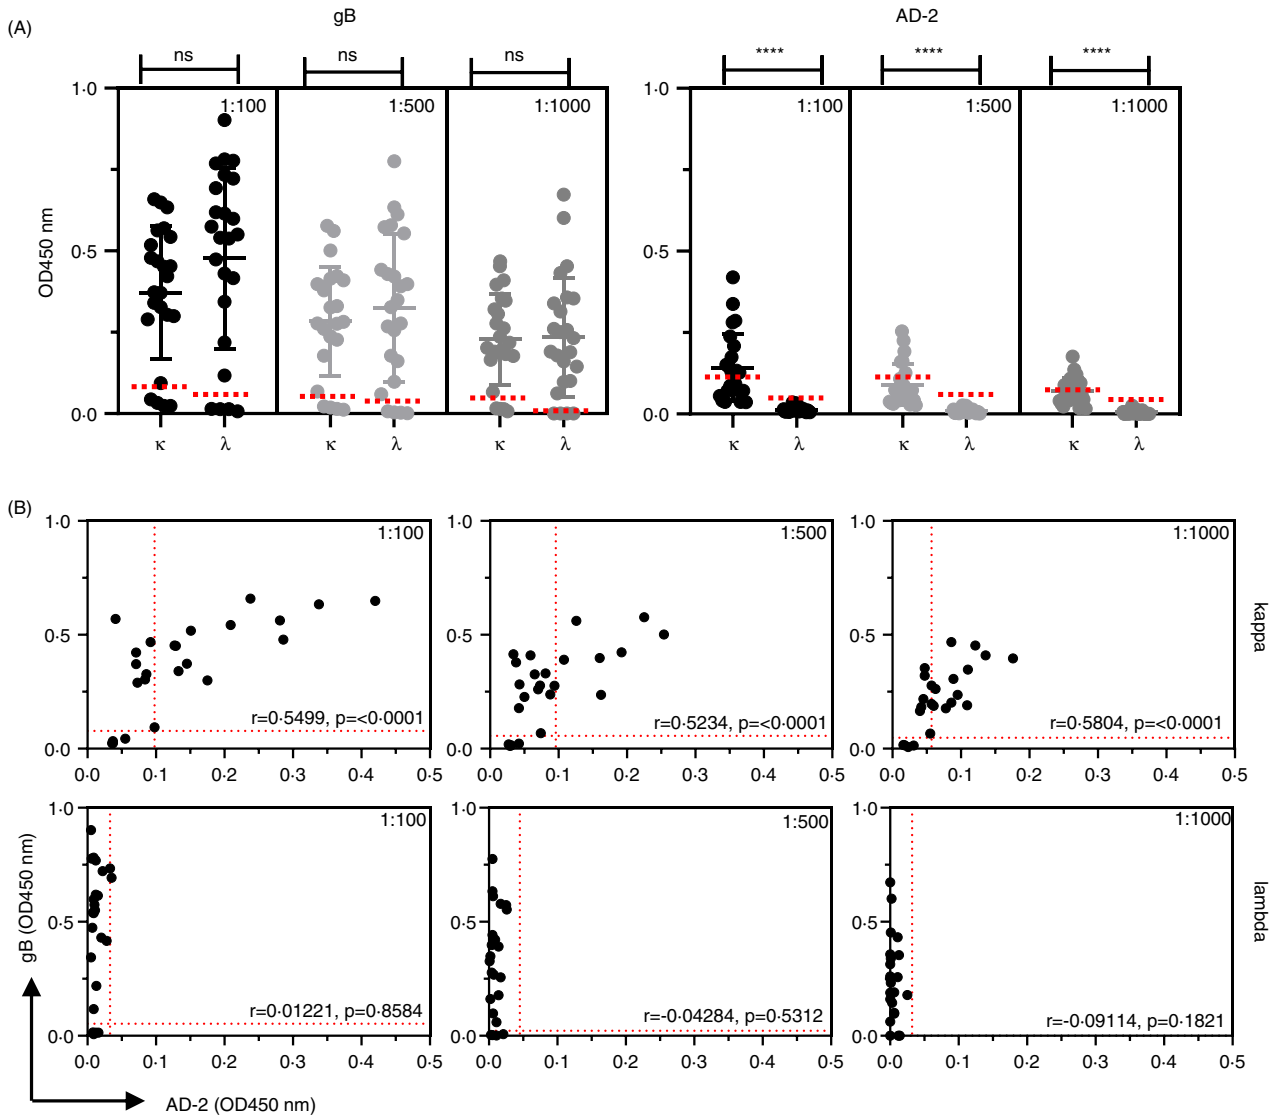 (A)
gB
AD-2
ns
ns
ns
****
****
****
1·0
1:100
1:500
1:1000
1·0
1:100
1:500
1:1000
OD450 nm
0·5
0·5
0·0
0·0
κ
λ
κ
λ
κ
λ
κ
λ
κ
λ
κ
λ
(B)
1·0
1:100
1·0
1:500
1·0
1:1000
kappa
0·5
0·5
0·5
r=0·5499, p=<0·0001
r=0·5234, p=<0·0001
r=0·5804, p=<0·0001
0·0
0·0
0·0
0·0 0·1 0·2 0·3 0·4 0·5
0·0 0·1 0·2 0·3 0·4 0·5
0·0 0·1 0·2 0·3 0·4 0·5
1·0
1:100
1·0
1:500
1·0
1:1000
lambda
gB (OD450 nm)
0·5
0·5
0·5
r=0·01221, p=0·8584
r=-0·04284, p=0·5312
r=-0·09114, p=0·1821
0·0
0·0
0·0
0·0 0·1 0·2 0·3 0·4 0·5
0·0 0·1 0·2 0·3 0·4 0·5
0·0 0·1 0·2 0·3 0·4 0·5
AD-2 (OD450 nm)